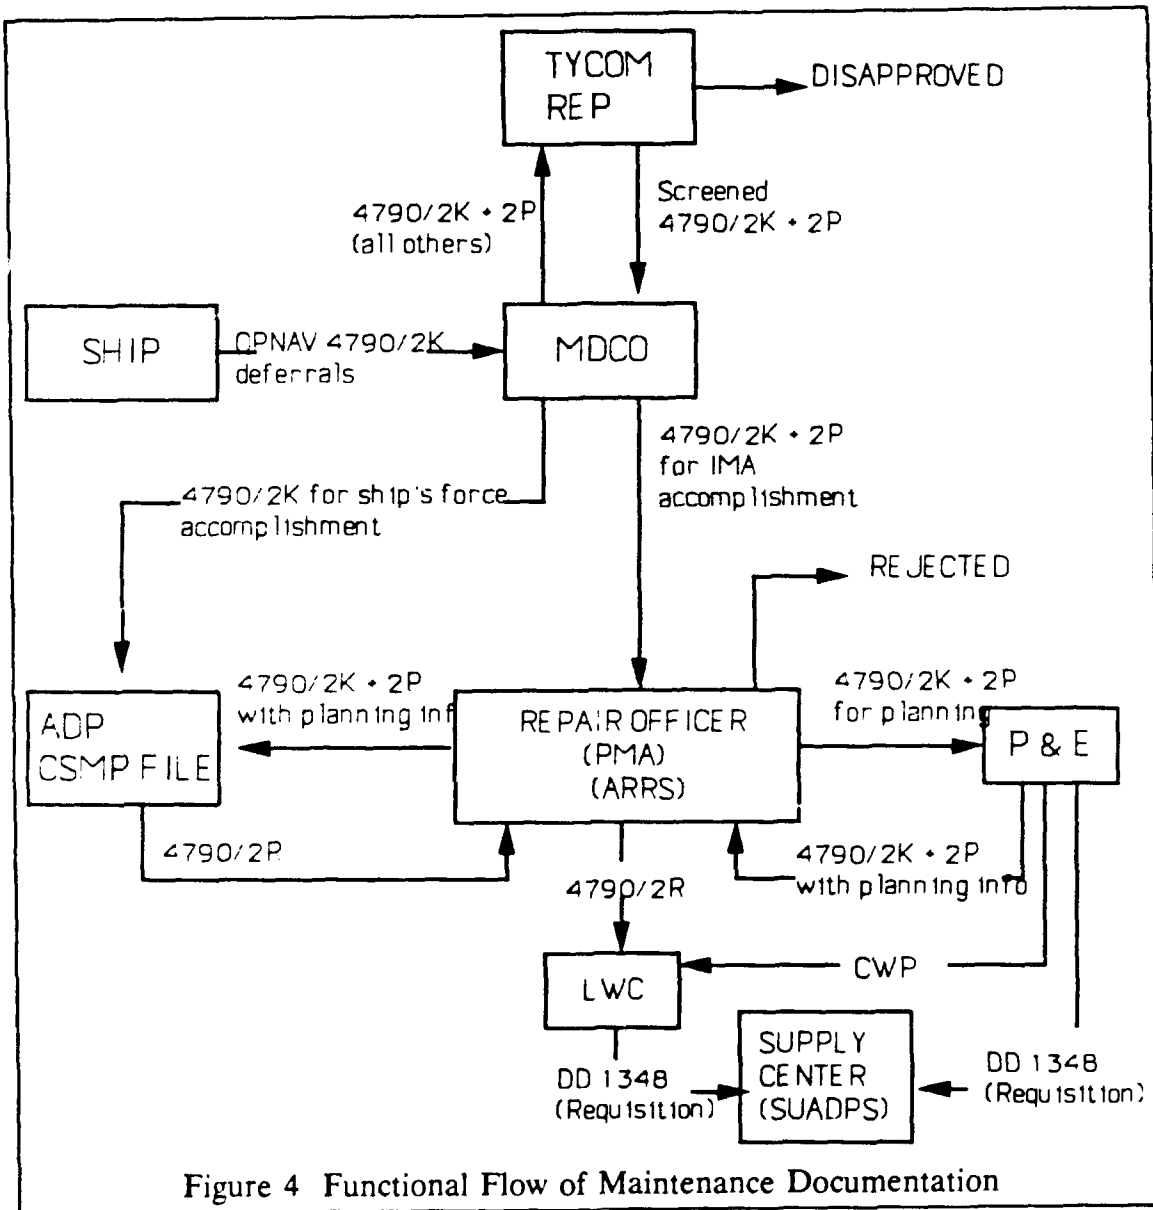 TYCOM
REP
DISAPPROVED
4790/2K + 2P
(all others)
Screened
4790/2K + 2P
SHIP
OPNAV 4790/2K
deferrals
MDCO
4790/2K + 2P
for IMA
accomplishment
4790/2K for ship's force
accomplishment
REJECTED
4790/2K + 2P
with planning inf
4790/2K + 2P
for planning
ADP
CSMP FILE
REPAIR OFFICER
(PMA)
(ARRS)
P & E
4790/2R
4790/2K + 2P
with planning info
4790/2R
LWC
CWP
SUPPLY
CENTER
(SUADPS)
DD 1348
(Requisition)
DD 1348
(Requisition)
Figure 4 Functional Flow of Maintenance Documentation